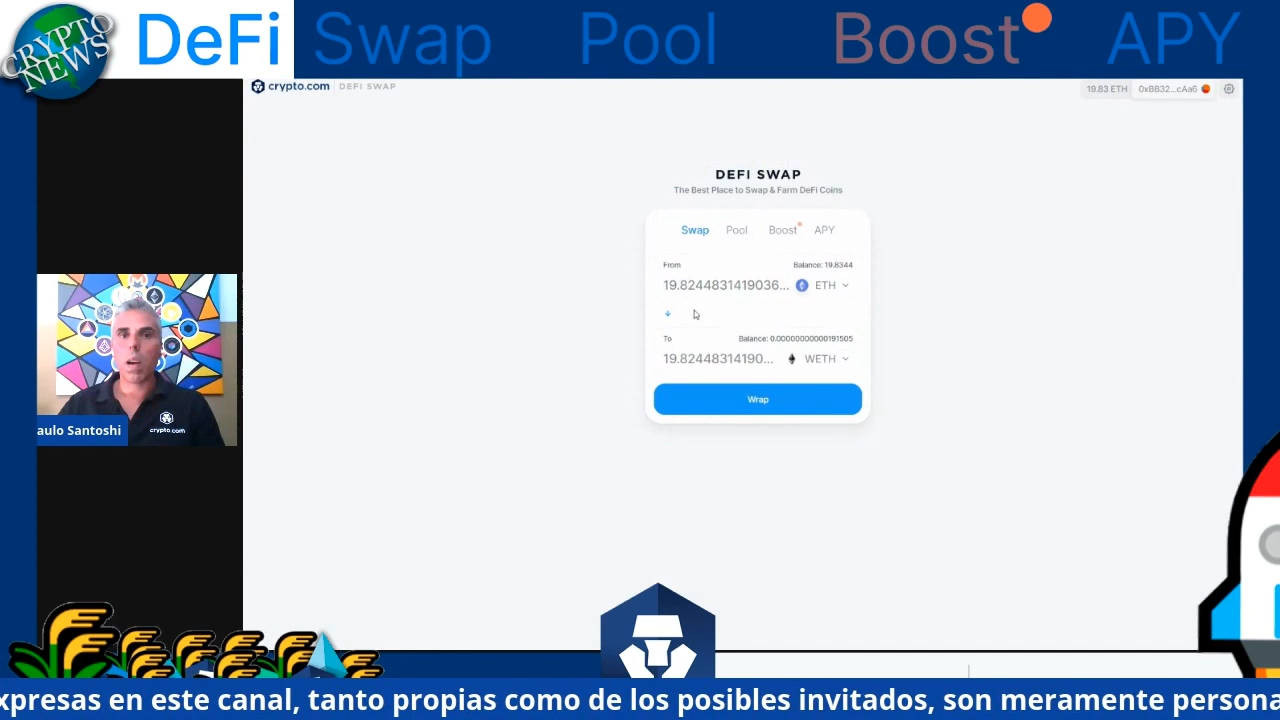 CRYPTO
NEWS
DeFi Swap Pool Boost APY
crypto.com DEFI SWAP
19.83 ETH 0xBB32...cAa6
DEFI SWAP
The Best Place to Swap & Farm DeFi Coins
Swap Pool Boost APY
From Balance: 19.8344
19.8244831419036... ETH
To Balance: 0.00000000000191505
19.82448314190... WETH
Wrap
crypto.com
aulo Santoshi
xpresas en este canal, tanto propias como de los posibles invitados, son meramente persona